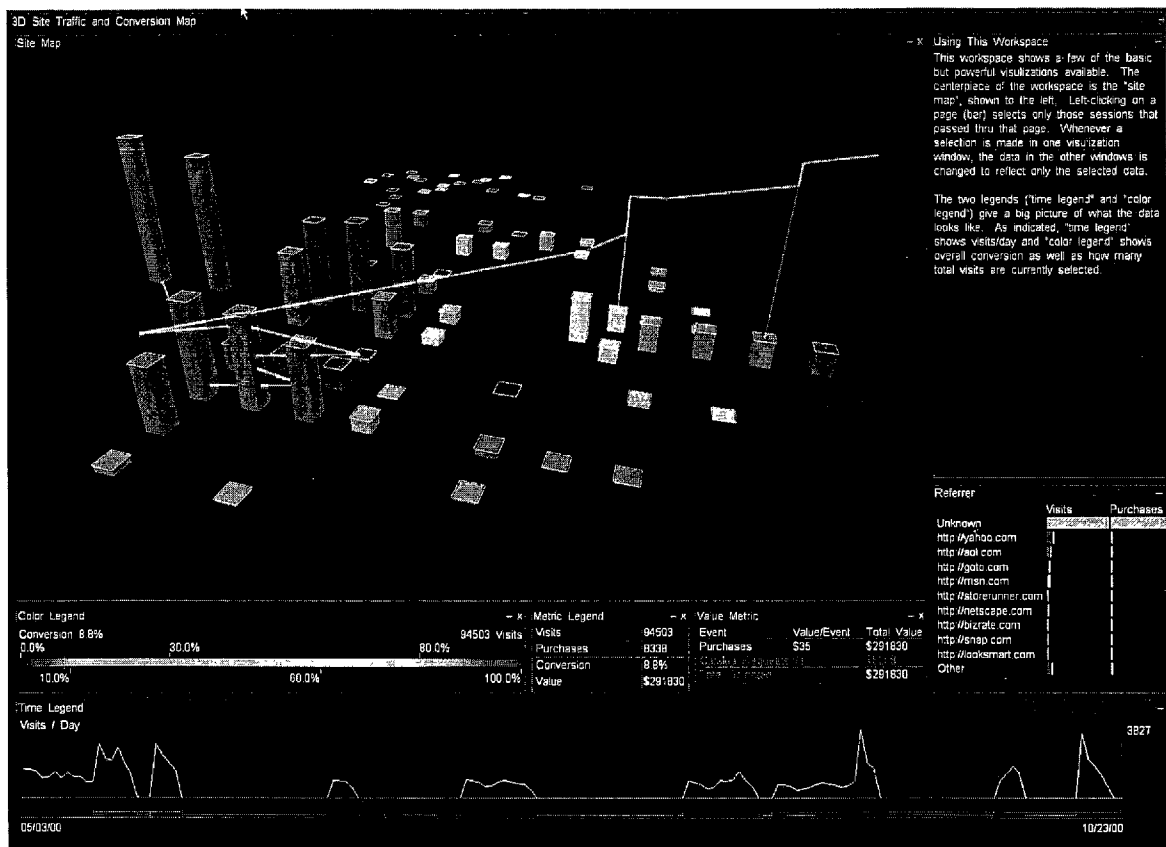 3D Site Traffic and Conversion Map
Site Map
Using This Workspace
This workspace shows a few of the basic
but powerful visulizations available. The
centerpiece of the workspace is the "site
map", shown to the left. Left-clicking on a
page (bar) selects only those sessions that
passed thru that page. Whenever a
selection is made in one visulization
window, the data in the other windows is
changed to reflect only the selected data.
The two legends ("time legend" and "color
legend") give a big picture of what the data
looks like. As indicated, "time legend"
shows visits/day and "color legend" shows
overall conversion as well as how many
total visits are currently selected.
Referrer
Visits Purchases
Unknown
http://yahoo.com
http://aol.com
http://goto.com
http://msn.com
http://storerunner.com
http://netscape.com
http://bizrate.com
http://snap.com
http://looksmart.com
Other
Color Legend
Conversion 8.8% 94503 Visits
0.0% 30.0% 80.0%
10.0% 60.0% 100.0%
Metric Legend
Visits 94503
Purchases 8338
Conversion 8.8%
Value $291830
Value Metric
Event Value/Event Total Value
Purchases $35 $291830
$291830
Time Legend
Visits / Day
3827
05/03/00 10/23/00